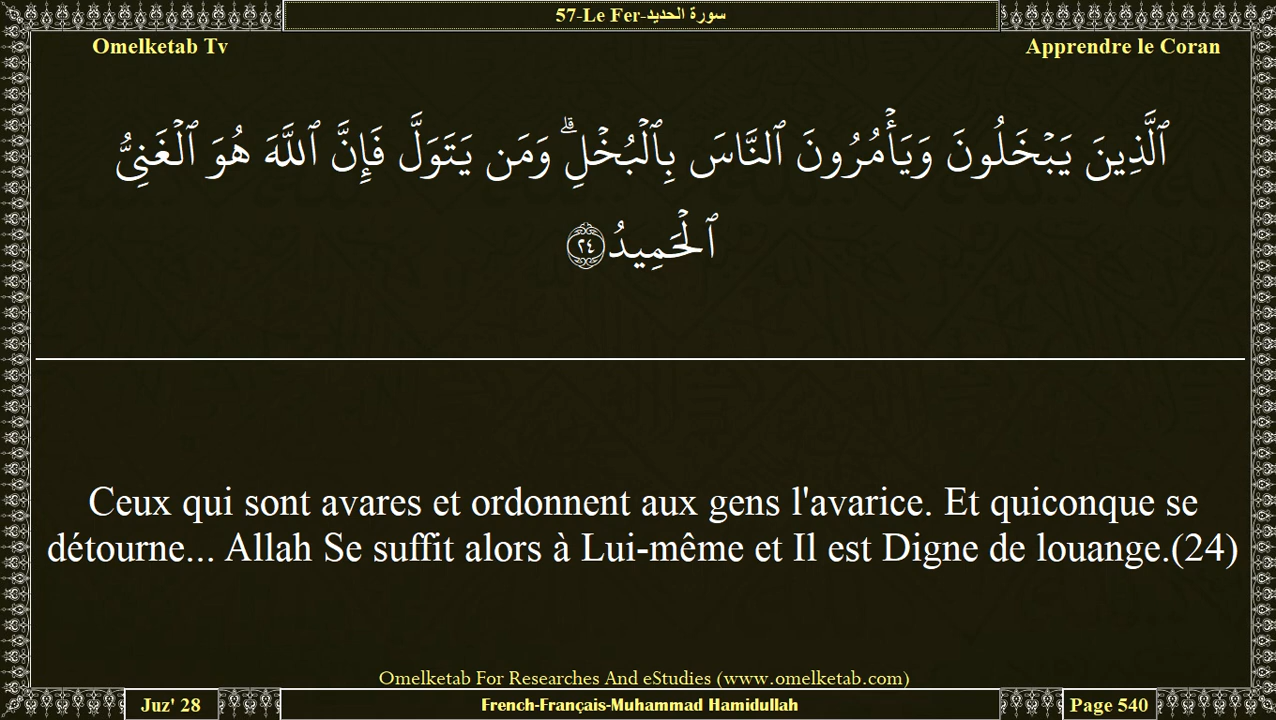 57-Le Fer-سورة الحديد
Omelketab Tv
Apprendre le Coran
ٱلَّذِينَ يَبۡخَلُونَ وَيَأۡمُرُونَ ٱلنَّاسَ بِٱلۡبُخۡلِۗ وَمَن يَتَوَلَّ فَإِنَّ ٱللَّهَ هُوَ ٱلۡغَنِيُّ
ٱلۡحَمِيدُ ٢٤
Ceux qui sont avares et ordonnent aux gens l'avarice. Et quiconque se
détourne... Allah Se suffit alors à Lui-même et Il est Digne de louange.(24)
Omelketab For Researches And eStudies (www.omelketab.com)
Juz' 28
French-Français-Muhammad Hamidullah
Page 540